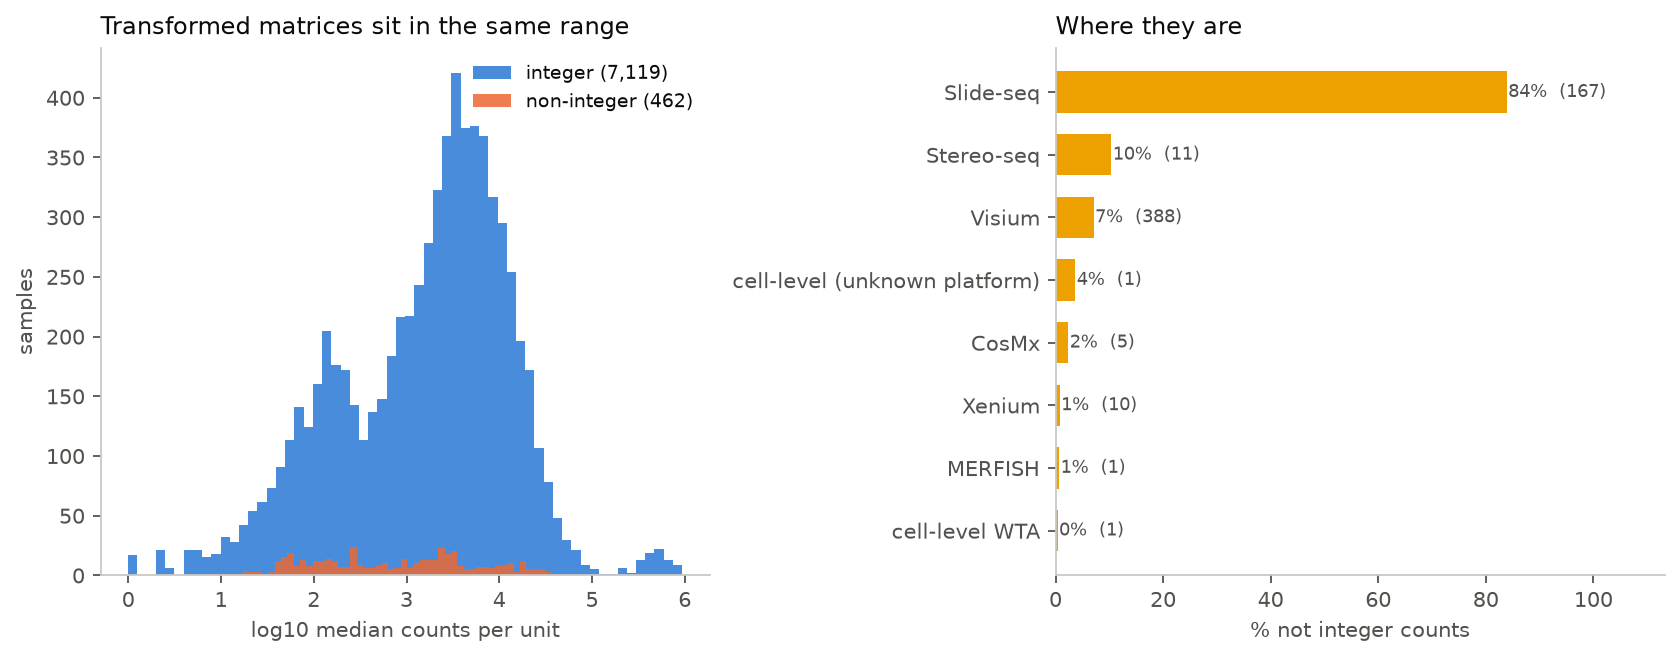 Transformed matrices sit in the same range
integer (7,119)
non-integer (462)
samples
400
350
300
250
200
150
100
50
0
0 1 2 3 4 5 6
log10 median counts per unit
Where they are
Slide-seq 84% (167)
Stereo-seq 10% (11)
Visium 7% (388)
cell-level (unknown platform) 4% (1)
CosMx 2% (5)
Xenium 1% (10)
MERFISH 1% (1)
cell-level WTA 0% (1)
0 20 40 60 80 100
% not integer counts